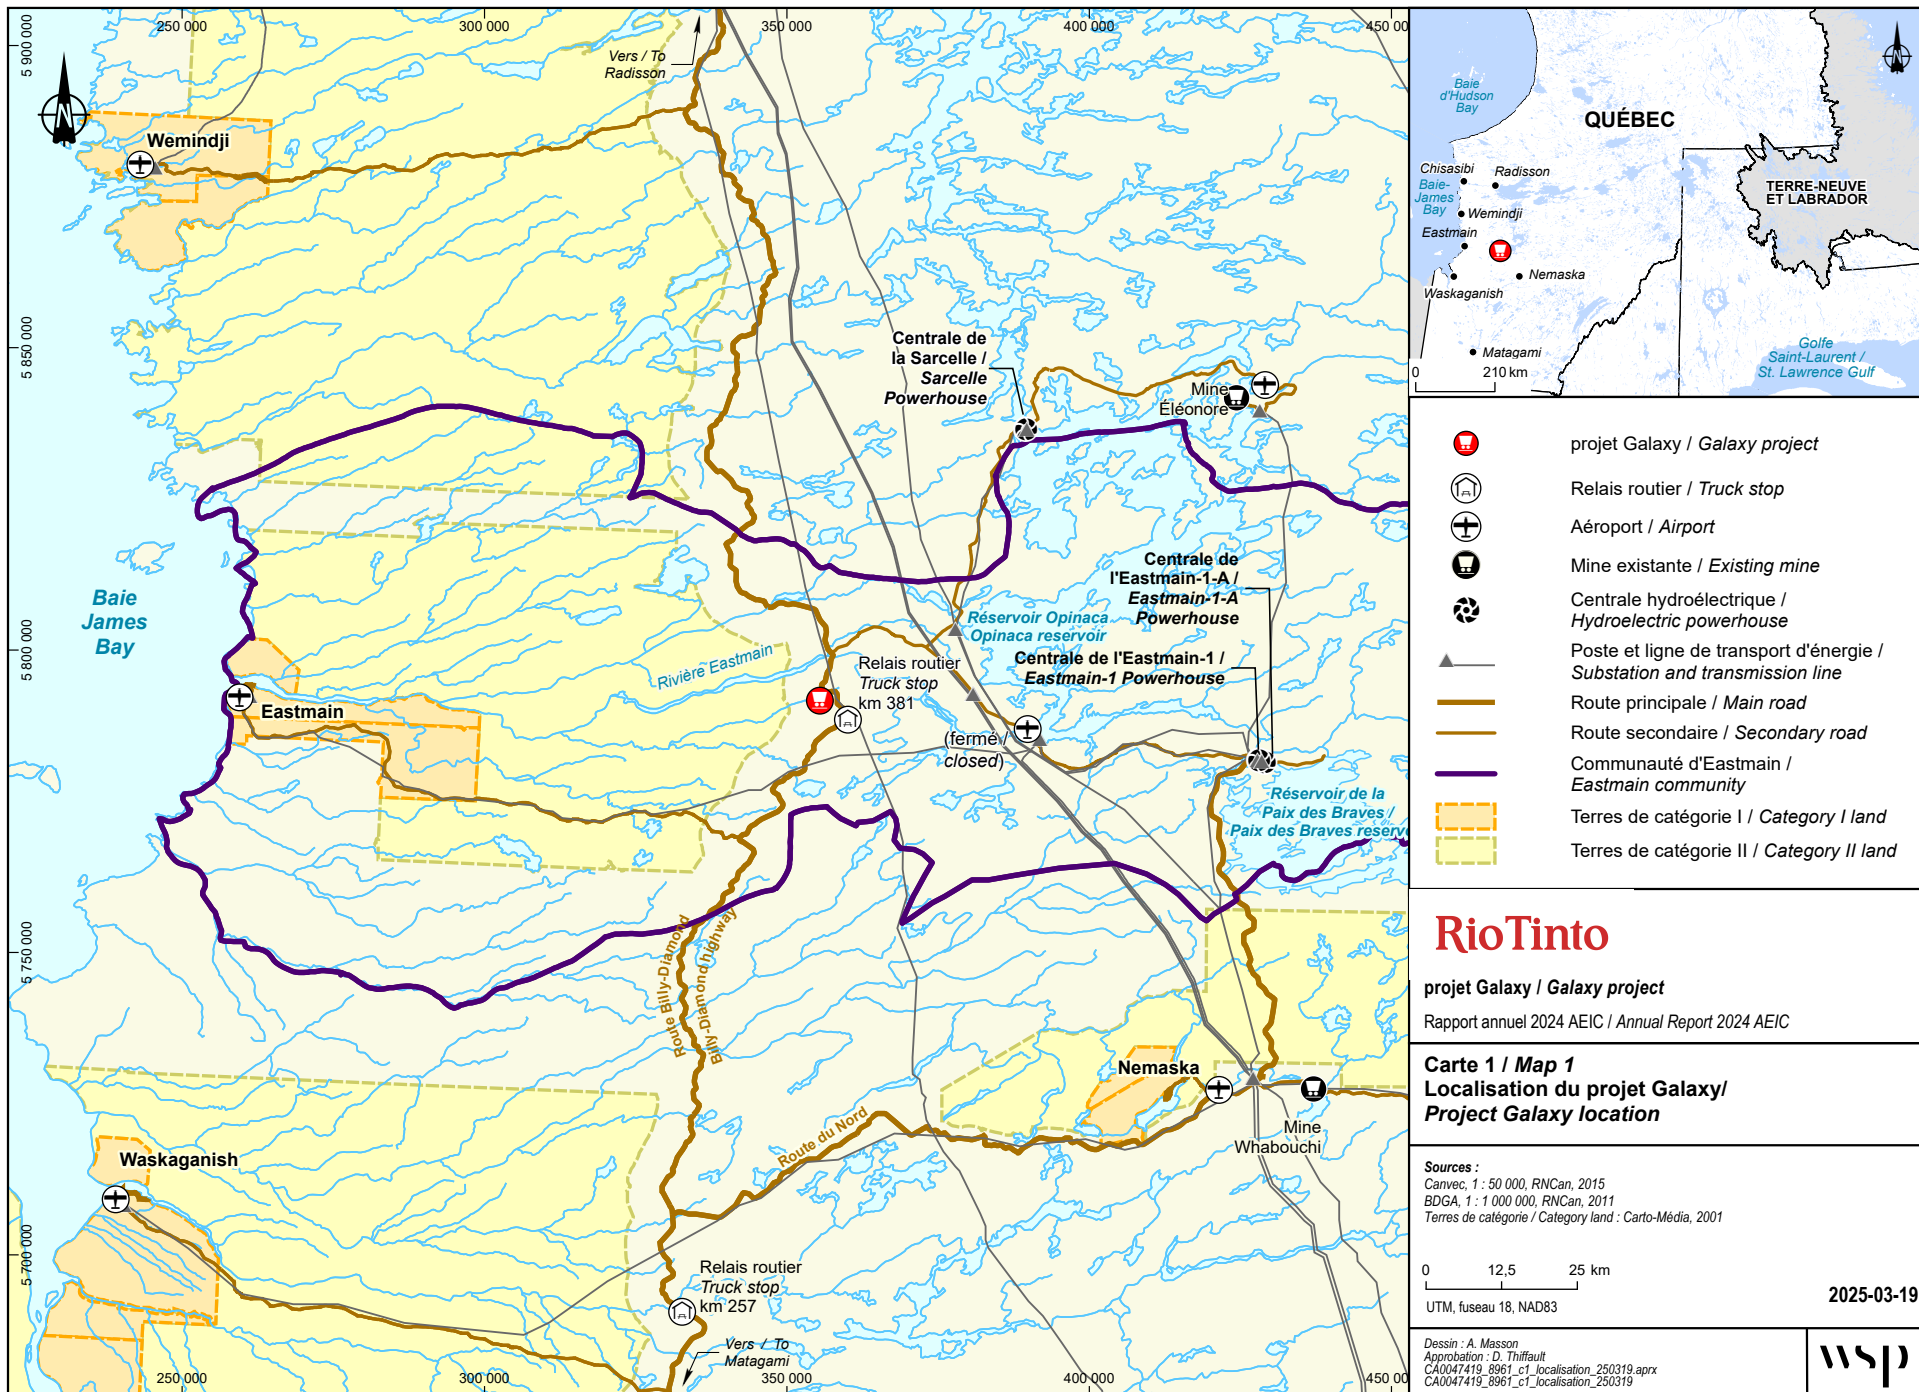 250 000
300 000
350 000
400 000
450 000
5 900 000
5 850 000
5 800 000
5 750 000
5 700 000
N
Vers / To
Radisson
Wemindji
Centrale de
la Sarcelle /
Sarcelle
Powerhouse
Mine
Éléonore
Baie
James
Bay
Centrale de
l'Eastmain-1-A /
Eastmain-1-A
Powerhouse
Réservoir Opinaca
Opinaca reservoir
Centrale de l'Eastmain-1 /
Eastmain-1 Powerhouse
Rivière Eastmain
Relais routier
Truck stop
km 381
Eastmain
(fermé /
closed)
Réservoir de la
Paix des Braves /
Paix des Braves reserv
Route Billy-Diamond
Billy-Diamond highway
Nemaska
Route du Nord
Mine
Whabouchi
Waskaganish
Relais routier
Truck stop
km 257
Vers / To
Matagami
250 000
300 000
350 000
400 000
450 000
Baie
d'Hudson
Bay
QUÉBEC
Chisasibi
Radisson
Baie-
James
Bay
Wemindji
TERRE-NEUVE
ET LABRADOR
Eastmain
Nemaska
Waskaganish
Matagami
Golfe
Saint-Laurent /
St. Lawrence Gulf
0 210 km
projet Galaxy / Galaxy project
Relais routier / Truck stop
Aéroport / Airport
Mine existante / Existing mine
Centrale hydroélectrique /
Hydroelectric powerhouse
Poste et ligne de transport d'énergie /
Substation and transmission line
Route principale / Main road
Route secondaire / Secondary road
Communauté d'Eastmain /
Eastmain community
Terres de catégorie I / Category I land
Terres de catégorie II / Category II land
RioTinto
projet Galaxy / Galaxy project
Rapport annuel 2024 AEIC / Annual Report 2024 AEIC
Carte 1 / Map 1
Localisation du projet Galaxy/
Project Galaxy location
Sources :
Canvec, 1 : 50 000, RNCan, 2015
BDGA, 1 : 1 000 000, RNCan, 2011
Terres de catégorie / Category land : Carto-Média, 2001
0 12,5 25 km
UTM, fuseau 18, NAD83
2025-03-19
Dessin : A. Masson
Approbation : D. Thiffault
CA0047419_8961_c1_localisation_250319.aprx
CA0047419_8961_c1_localisation_250319
wsp